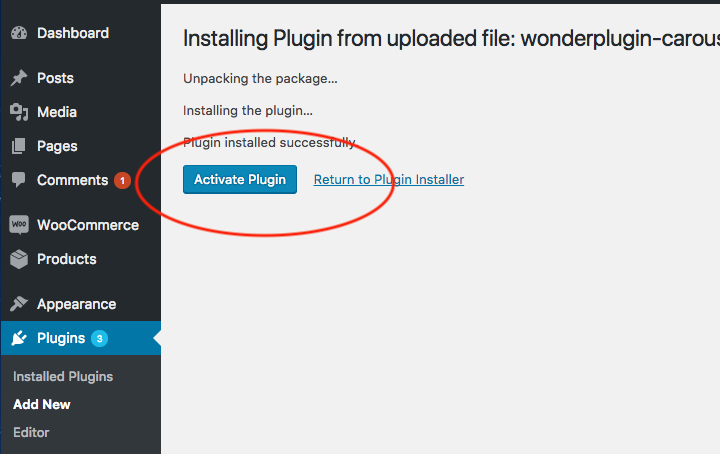 Dashboard
Posts
Media
Pages
Comments 1
WOO WooCommerce
Products
Appearance
Plugins 3
Installed Plugins
Add New
Editor
Installing Plugin from uploaded file: wonderplugin-carous
Unpacking the package...
Installing the plugin...
Plugin installed successfully
Activate Plugin Return to Plugin Installer